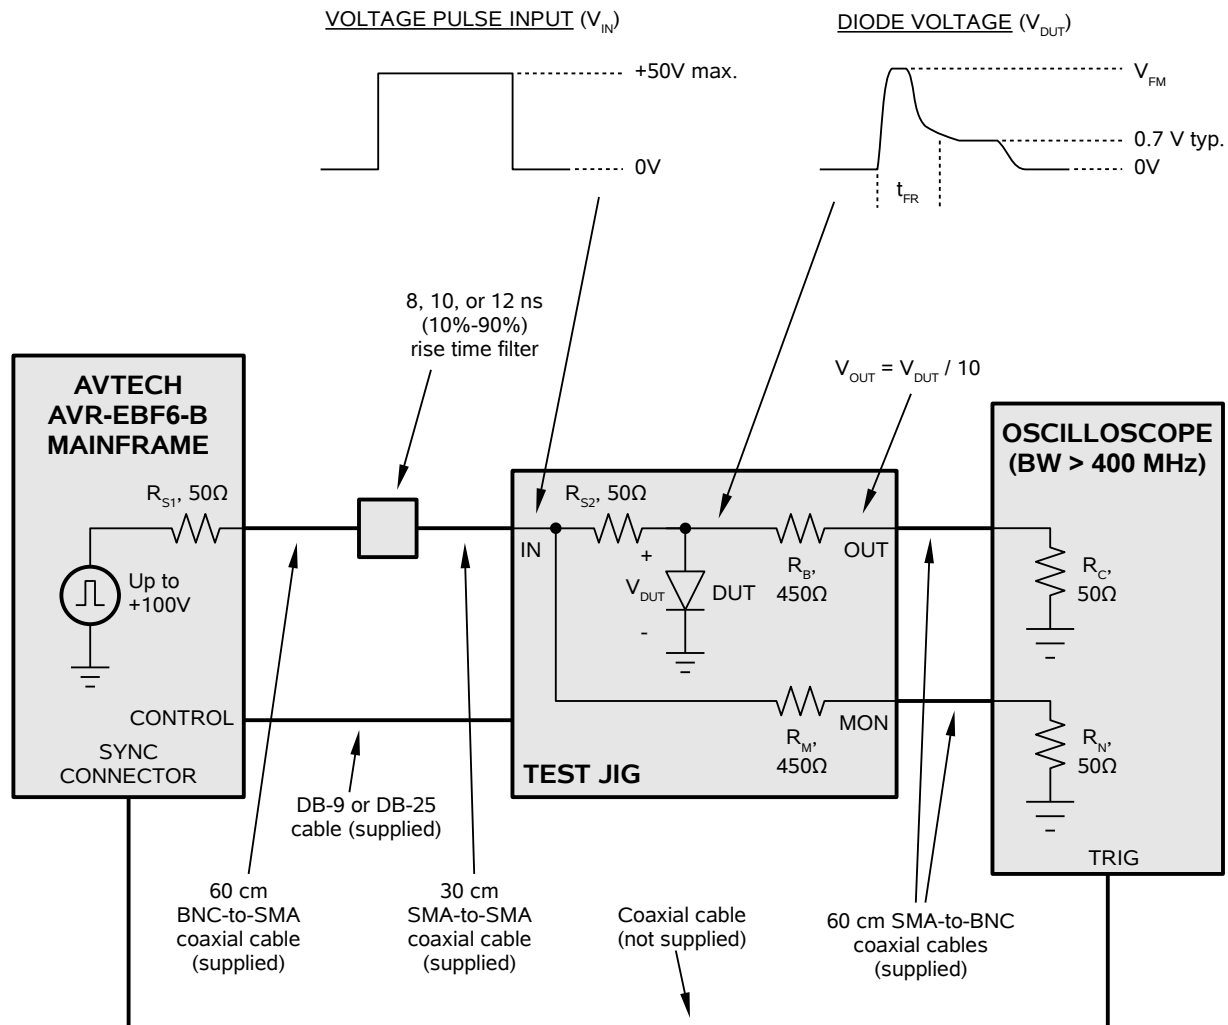 VOLTAGE PULSE INPUT (VIN)
+50V max.
0V
DIODE VOLTAGE (VDUT)
VFM
0.7 V typ.
0V
tFR
8, 10, or 12 ns
(10%-90%)
rise time filter
VOUT = VDUT / 10
AVTECH
AVR-EBF6-B
MAINFRAME
RS1, 50Ω
Up to
+100V
CONTROL
SYNC
CONNECTOR
IN
RS2, 50Ω
+
VDUT
-
DUT
RB,
450Ω
OUT
RM,
450Ω
MON
TEST JIG
OSCILLOSCOPE
(BW > 400 MHz)
RC,
50Ω
RN,
50Ω
TRIG
DB-9 or DB-25
cable (supplied)
60 cm
BNC-to-SMA
coaxial cable
(supplied)
30 cm
SMA-to-SMA
coaxial cable
(supplied)
Coaxial cable
(not supplied)
60 cm SMA-to-BNC
coaxial cables
(supplied)